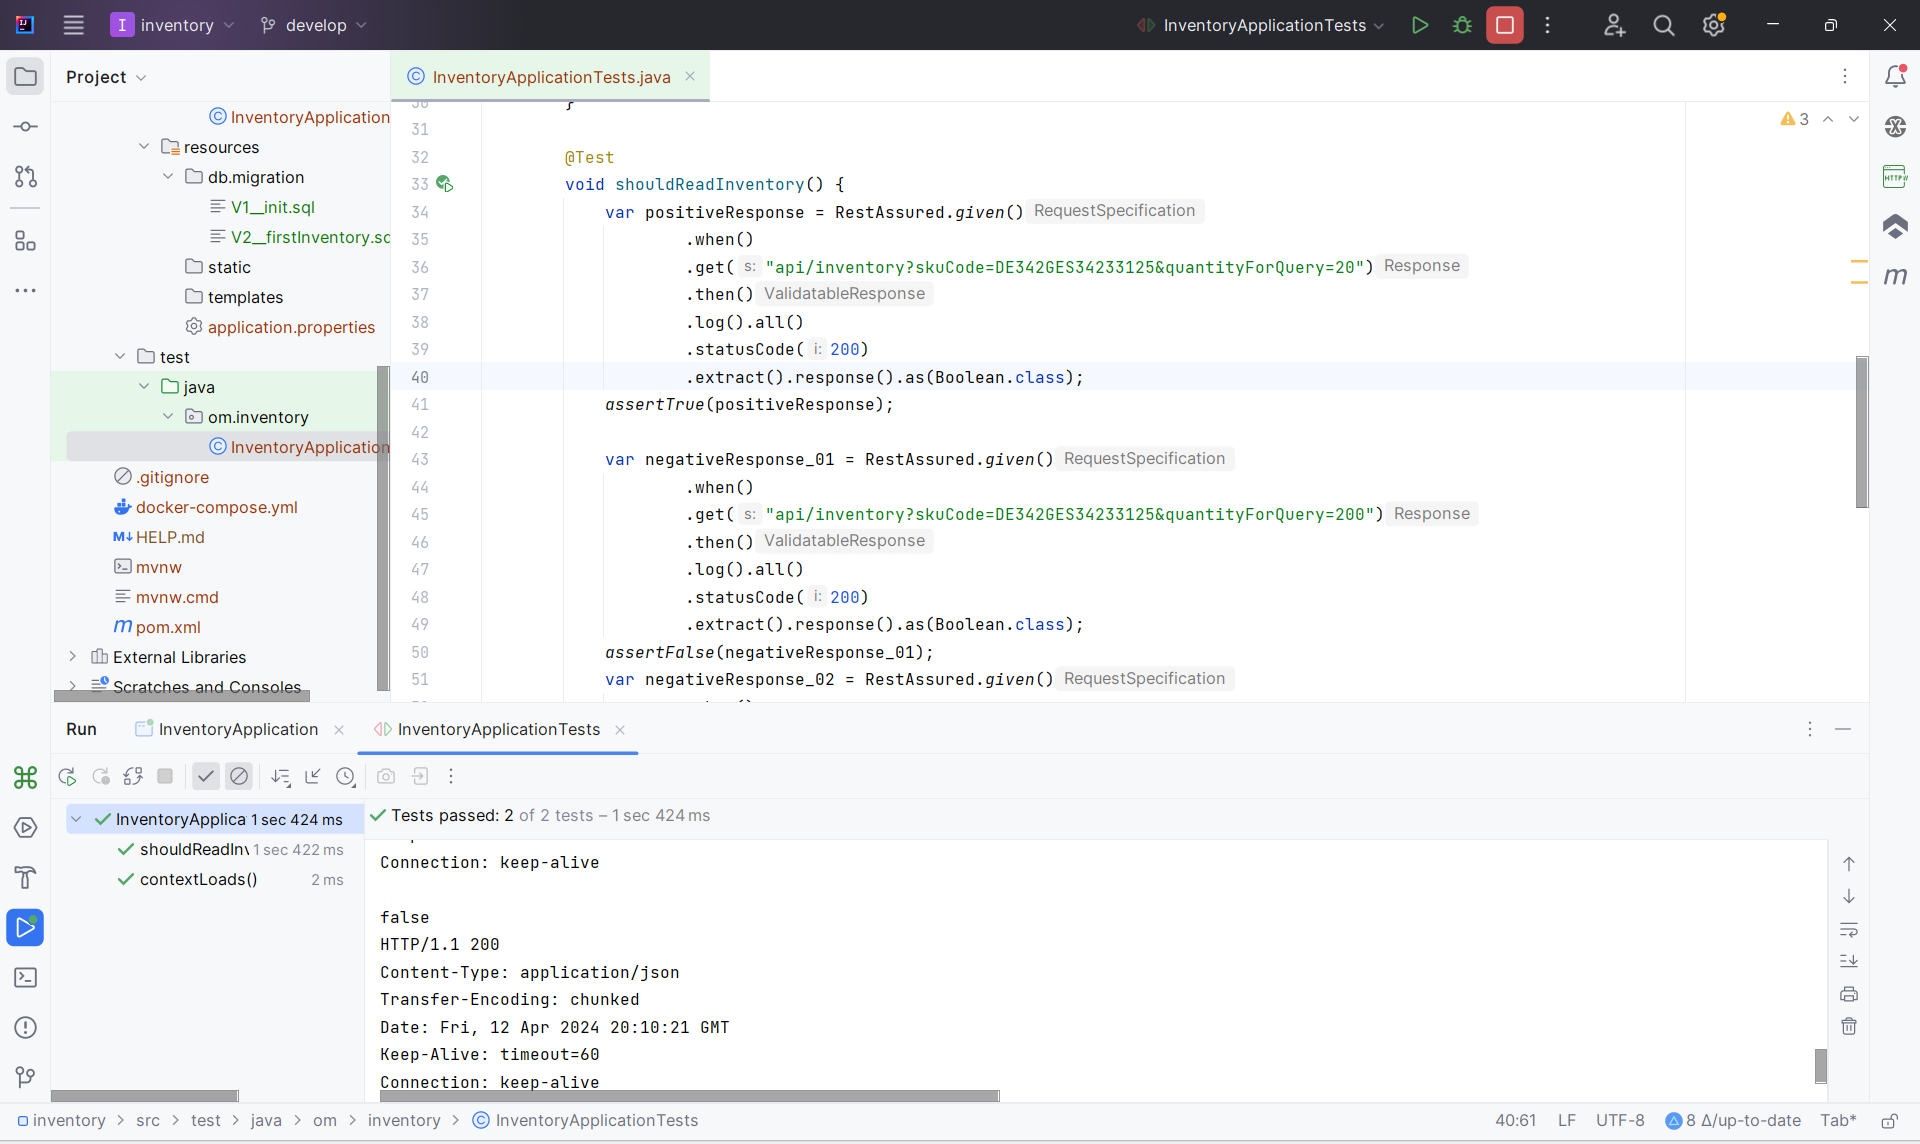 I inventory develop InventoryApplicationTests
Project
InventoryApplicationTests.java
InventoryApplication
resources
db.migration
V1__init.sql
V2__firstInventory.sq
static
templates
application.properties
test
java
om.inventory
InventoryApplication
.gitignore
docker-compose.yml
M↓ HELP.md
mvnw
mvnw.cmd
m pom.xml
External Libraries
Scratches and Consoles
3
30 }
31
32 @Test
33 void shouldReadInventory() {
34 var positiveResponse = RestAssured.given() RequestSpecification
35 .when()
36 .get( s: "api/inventory?skuCode=DE342GES34233125&quantityForQuery=20") Response
37 .then() ValidatableResponse
38 .log().all()
39 .statusCode( i: 200)
40 .extract().response().as(Boolean.class);
41 assertTrue(positiveResponse);
42
43 var negativeResponse_01 = RestAssured.given() RequestSpecification
44 .when()
45 .get( s: "api/inventory?skuCode=DE342GES34233125&quantityForQuery=200") Response
46 .then() ValidatableResponse
47 .log().all()
48 .statusCode( i: 200)
49 .extract().response().as(Boolean.class);
50 assertFalse(negativeResponse_01);
51 var negativeResponse_02 = RestAssured.given() RequestSpecification
HTTP
m
Run InventoryApplication InventoryApplicationTests
InventoryApplica 1 sec 424 ms
shouldReadInv 1 sec 422 ms
contextLoads() 2 ms
Tests passed: 2 of 2 tests – 1 sec 424 ms
Connection: keep-alive
false
HTTP/1.1 200
Content-Type: application/json
Transfer-Encoding: chunked
Date: Fri, 12 Apr 2024 20:10:21 GMT
Keep-Alive: timeout=60
Connection: keep-alive
inventory > src > test > java > om > inventory > InventoryApplicationTests
40:61 LF UTF-8 8 Δ/up-to-date Tab*